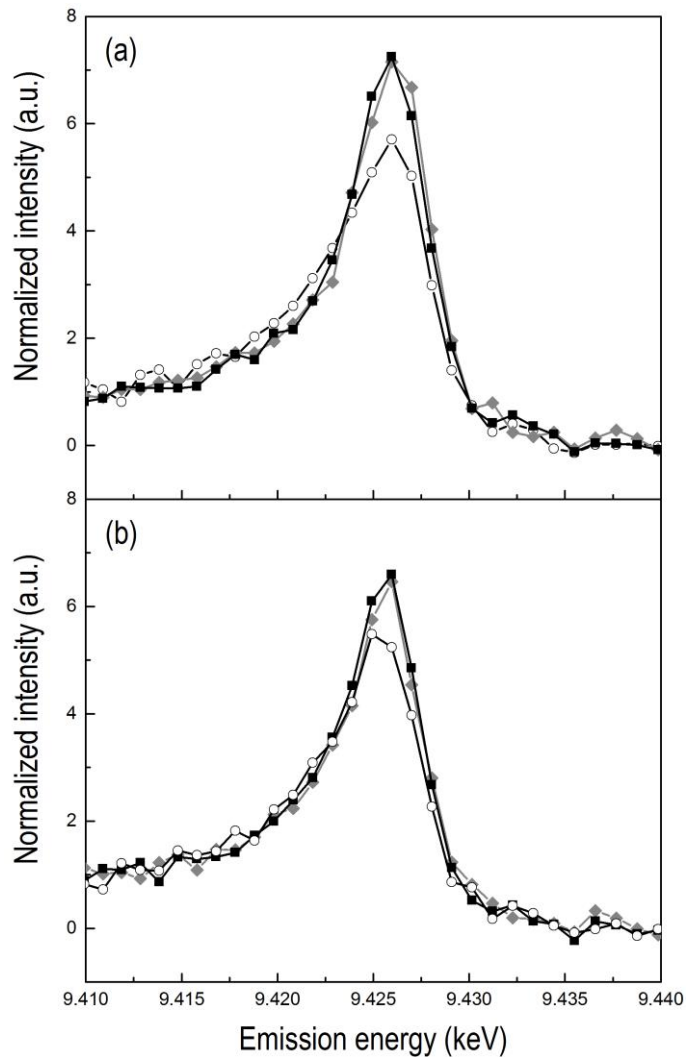 8
(a)
6
4
2
0
Normalized intensity (a.u.)
8
(b)
6
4
2
0
Normalized intensity (a.u.)
9.410 9.415 9.420 9.425 9.430 9.435 9.440
Emission energy (keV)